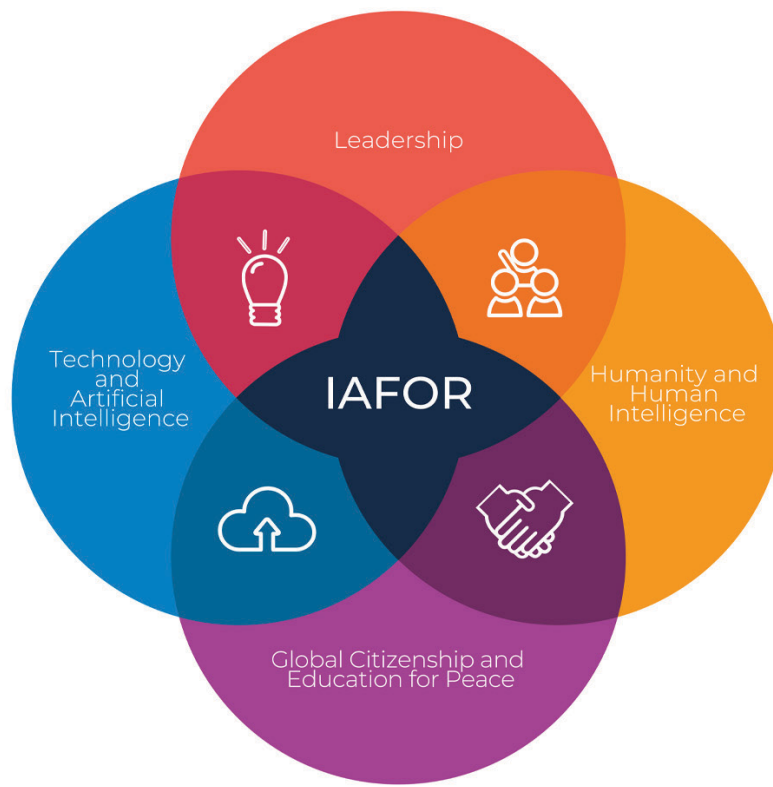 Leadership
Technology
and
Artificial
Intelligence
IAFOR
Humanity and
Human
Intelligence
Global Citizenship and
Education for Peace